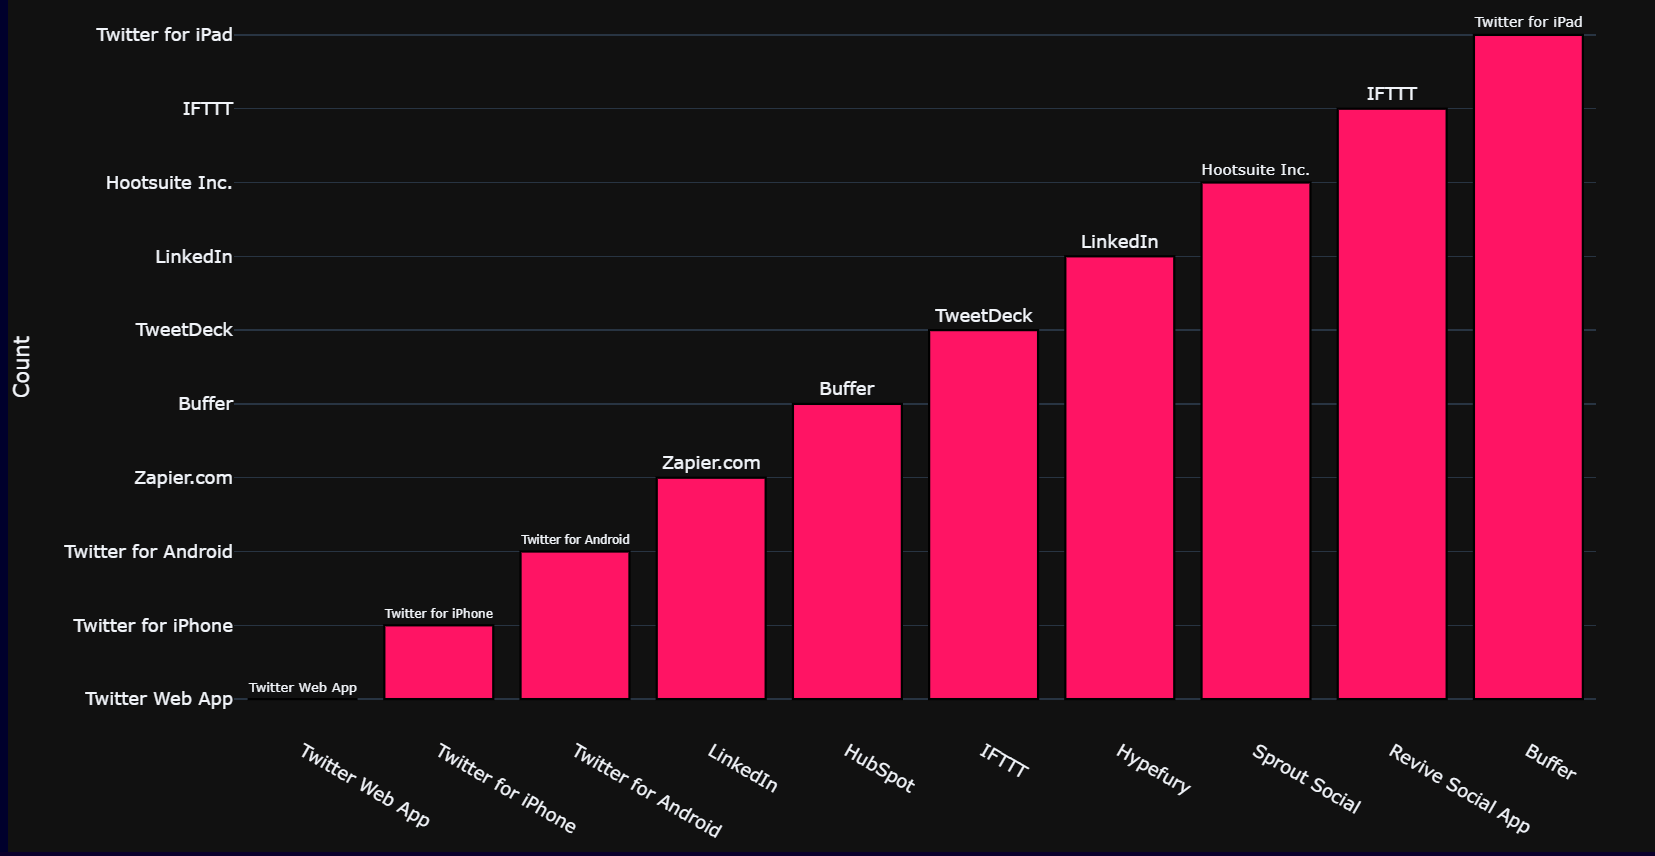 Twitter for iPad
Twitter for iPad
IFTTT
IFTTT
Hootsuite Inc.
Hootsuite Inc.
LinkedIn
LinkedIn
TweetDeck
TweetDeck
Count
Buffer
Buffer
Zapier.com
Zapier.com
Twitter for Android
Twitter for Android
Twitter for iPhone
Twitter for iPhone
Twitter Web App
Twitter Web App
Twitter Web App
Twitter for iPhone
Twitter for Android
LinkedIn
HubSpot
IFTTT
Hypefury
Sprout Social
Revive Social App
Buffer